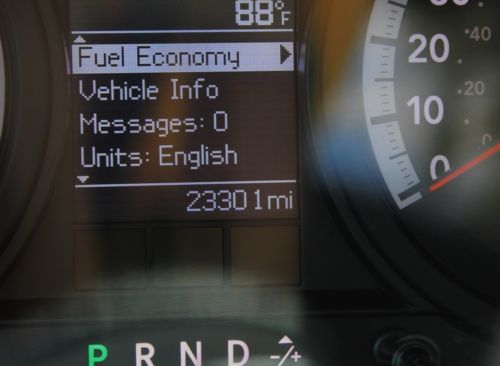 88°F
Fuel Economy
Vehicle Info
Messages: 0
Units: English
23301mi
20
10
0
40
20
P R N D -/+